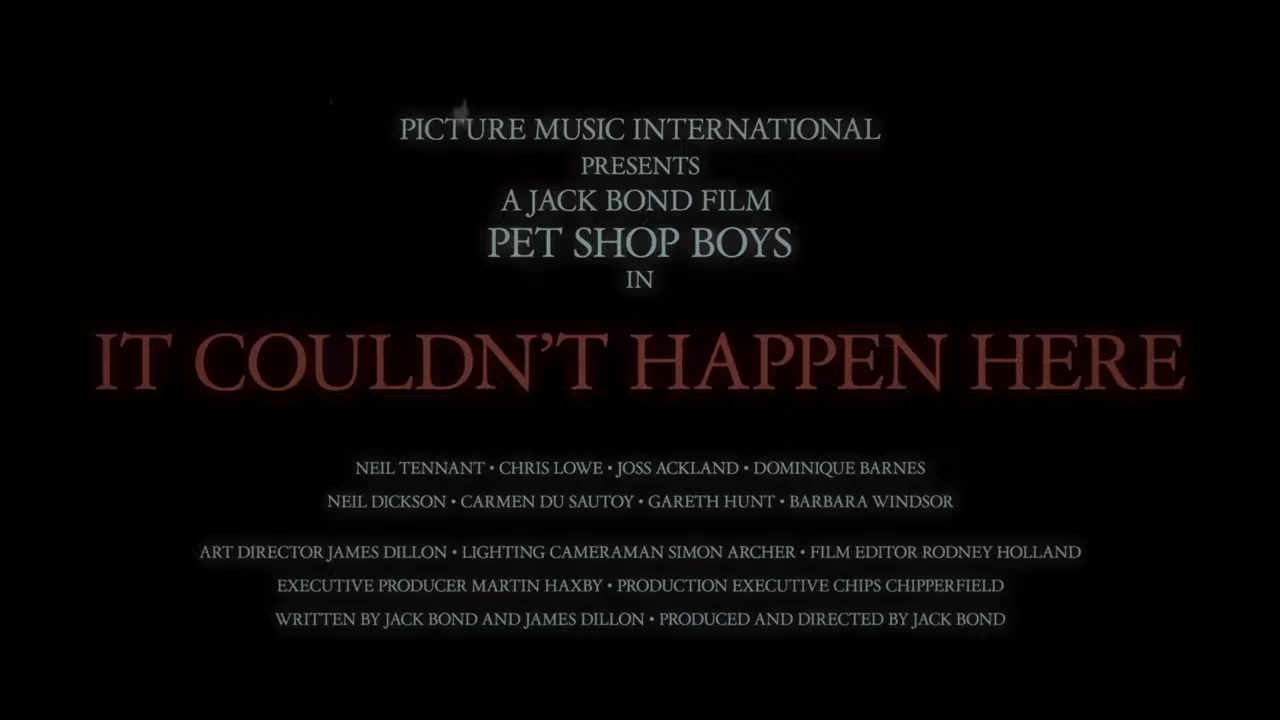 PICTURE MUSIC INTERNATIONAL
PRESENTS
A JACK BOND FILM
PET SHOP BOYS
IN
IT COULDN’T HAPPEN HERE
NEIL TENNANT • CHRIS LOWE • JOSS ACKLAND • DOMINIQUE BARNES
NEIL DICKSON • CARMEN DU SAUTOY • GARETH HUNT • BARBARA WINDSOR
ART DIRECTOR JAMES DILLON • LIGHTING CAMERAMAN SIMON ARCHER • FILM EDITOR RODNEY HOLLAND
EXECUTIVE PRODUCER MARTIN HAXBY • PRODUCTION EXECUTIVE CHIPS CHIPPERFIELD
WRITTEN BY JACK BOND AND JAMES DILLON • PRODUCED AND DIRECTED BY JACK BOND